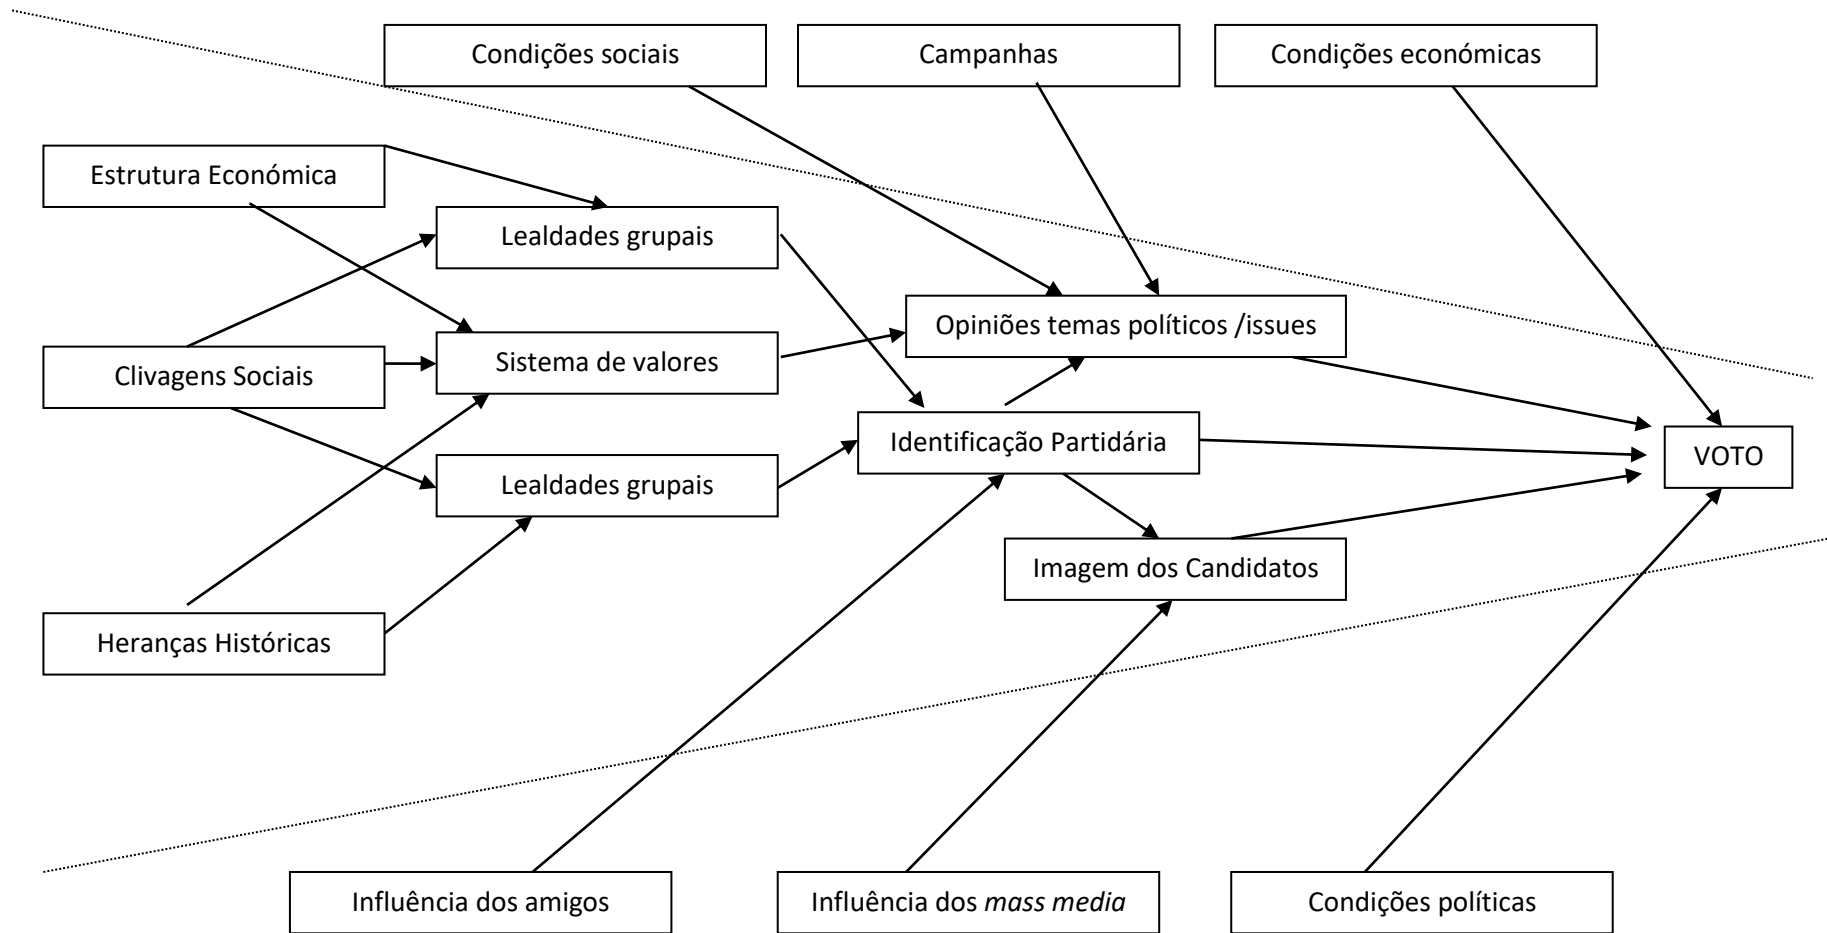 Condições sociais
Campanhas
Condições económicas
Estrutura Económica
Lealdades grupais
Opiniões temas políticos /issues
Sistema de valores
Clivagens Sociais
Identificação Partidária
VOTO
Lealdades grupais
Imagem dos Candidatos
Heranças Históricas
Influência dos amigos
Influência dos mass media
Condições políticas